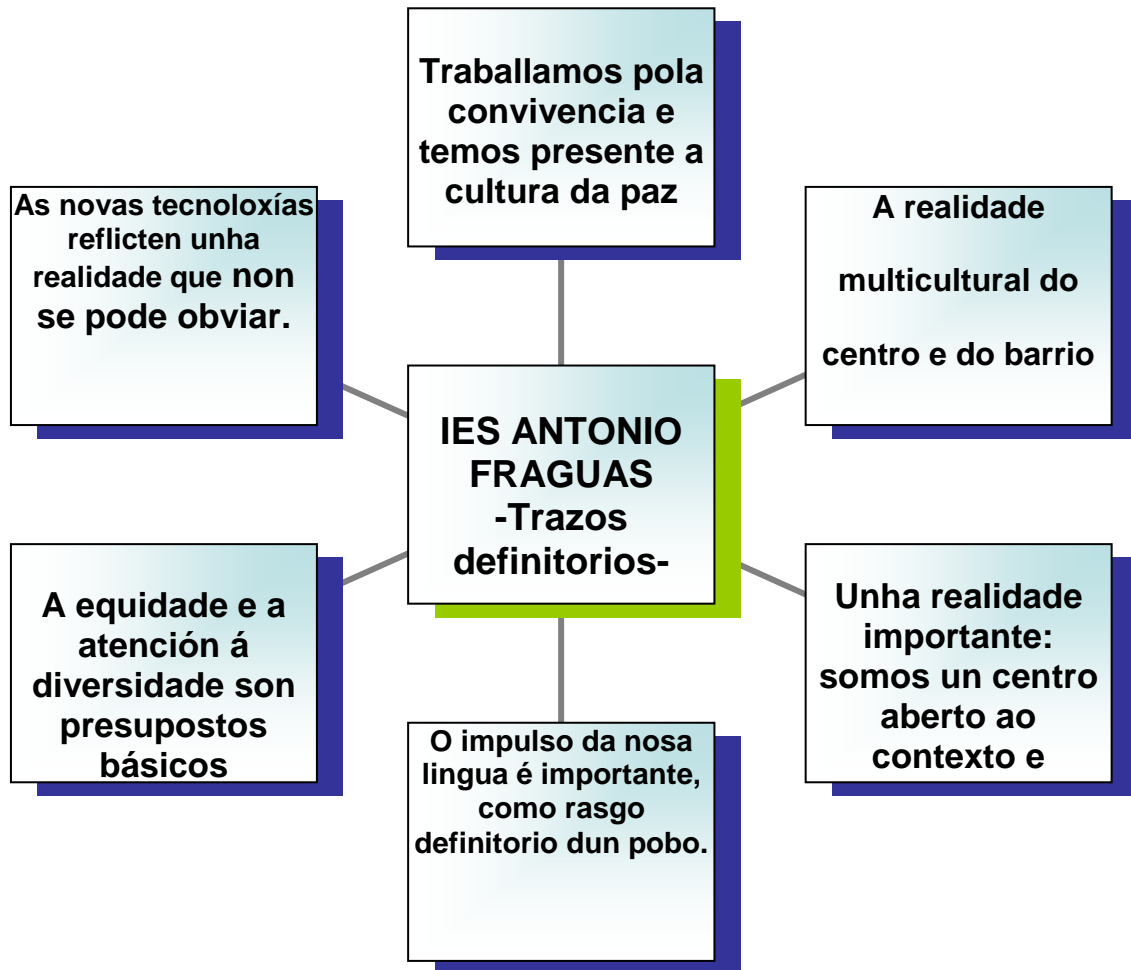 Traballamos pola
convivencia e
temos presente a
cultura da paz
As novas tecnoloxías
reflicten unha
realidade que non
se pode obviar.
A realidade
multicultural do
centro e do barrio
IES ANTONIO
FRAGUAS
-Trazos
definitorios-
A equidade e a
atención á
diversidade son
presupostos
básicos
Unha realidade
importante:
somos un centro
aberto ao
contexto e
O impulso da nosa
lingua é importante,
como rasgo
definitorio dun pobo.